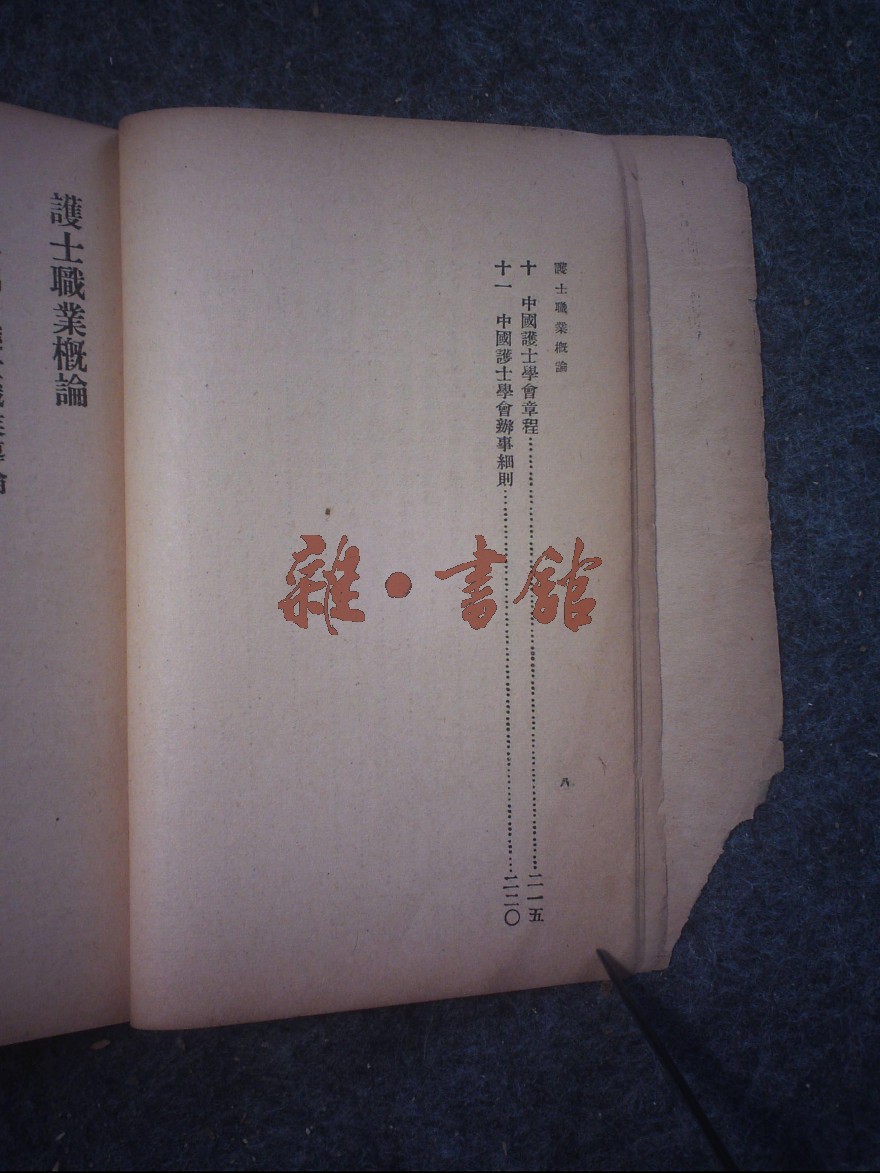 護士職業概論
十 中國護士學會章程……二一五
十一 中國護士學會辦事細則……二二〇
八
護士職業概論
雜・書館